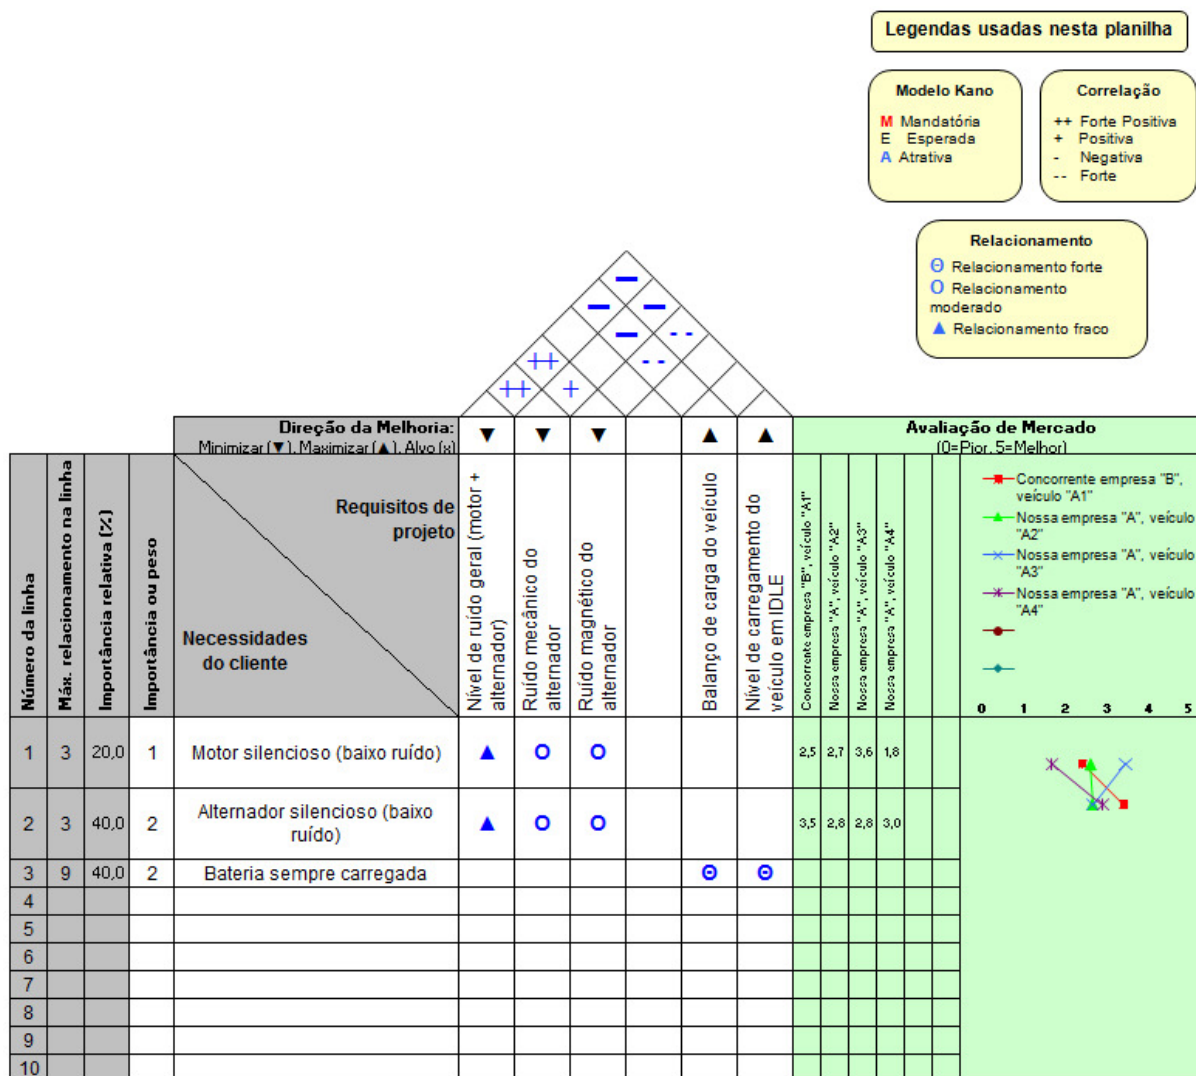 Legendas usadas nesta planilha
Modelo Kano
M Mandatória
E Esperada
A Atrativa
Correlação
++ Forte Positiva
+ Positiva
- Negativa
-- Forte
Relacionamento
Θ Relacionamento forte
O Relacionamento
moderado
▲ Relacionamento fraco
++ ++ +
Direção da Melhoria:
Minimizar (▼), Maximizar (▲), Alvo (x)
▼ ▼ ▼ ▲ ▲
Avaliação de Mercado
(0=Pior, 5=Melhor)
Número da linha
Máx. relacionamento na linha
Importância relativa (%)
Importância ou peso
Requisitos de
projeto
Necessidades
do cliente
Nível de ruído geral (motor +
alternador)
Ruído mecânico do
alternador
Ruído magnético do
alternador
Balanço de carga do veículo
Nível de carregamento do
veículo em IDLE
Concorrente empresa "B", veículo "A1"
Nossa empresa "A", veículo "A2"
Nossa empresa "A", veículo "A3"
Nossa empresa "A", veículo "A4"
Concorrente empresa "B",
veículo "A1"
Nossa empresa "A", veículo
"A2"
Nossa empresa "A", veículo
"A3"
Nossa empresa "A", veículo
"A4"
0 1 2 3 4 5
1 3 20,0 1 Motor silencioso (baixo ruído) ▲ O O 2,5 2,7 3,6 1,8
2 3 40,0 2 Alternador silencioso (baixo
ruído) ▲ O O 3,5 2,8 2,8 3,0
3 9 40,0 2 Bateria sempre carregada Θ Θ
4
5
6
7
8
9
10